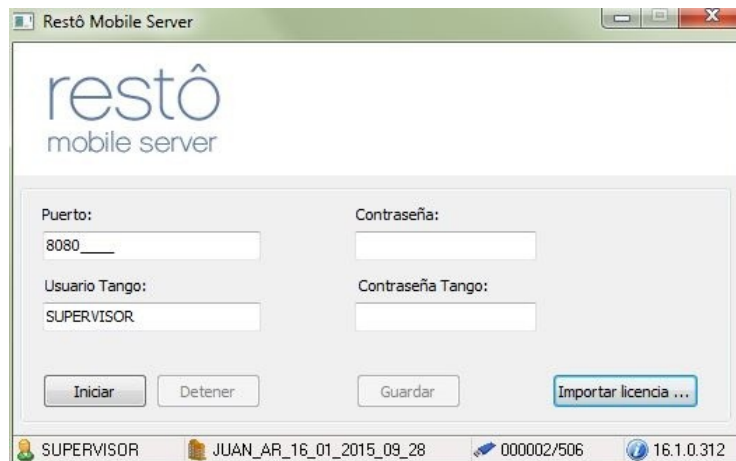 Restô Mobile Server
restô
mobile server
Puerto: Contraseña:
8080____
Usuario Tango: Contraseña Tango:
SUPERVISOR
Iniciar Detener Guardar Importar licencia ...
SUPERVISOR JUAN_AR_16_01_2015_09_28 000002/506 16.1.0.312